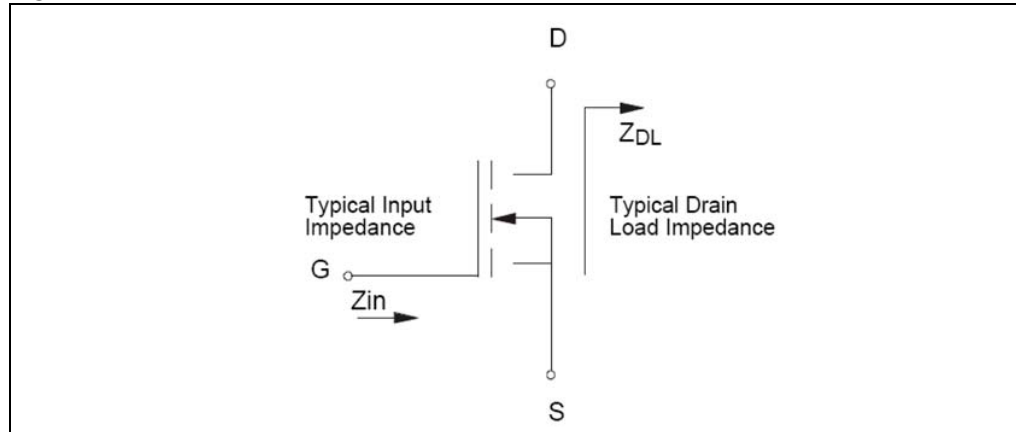 D
ZDL
Typical Input
Impedance
Typical Drain
Load Impedance
G
Zin
S